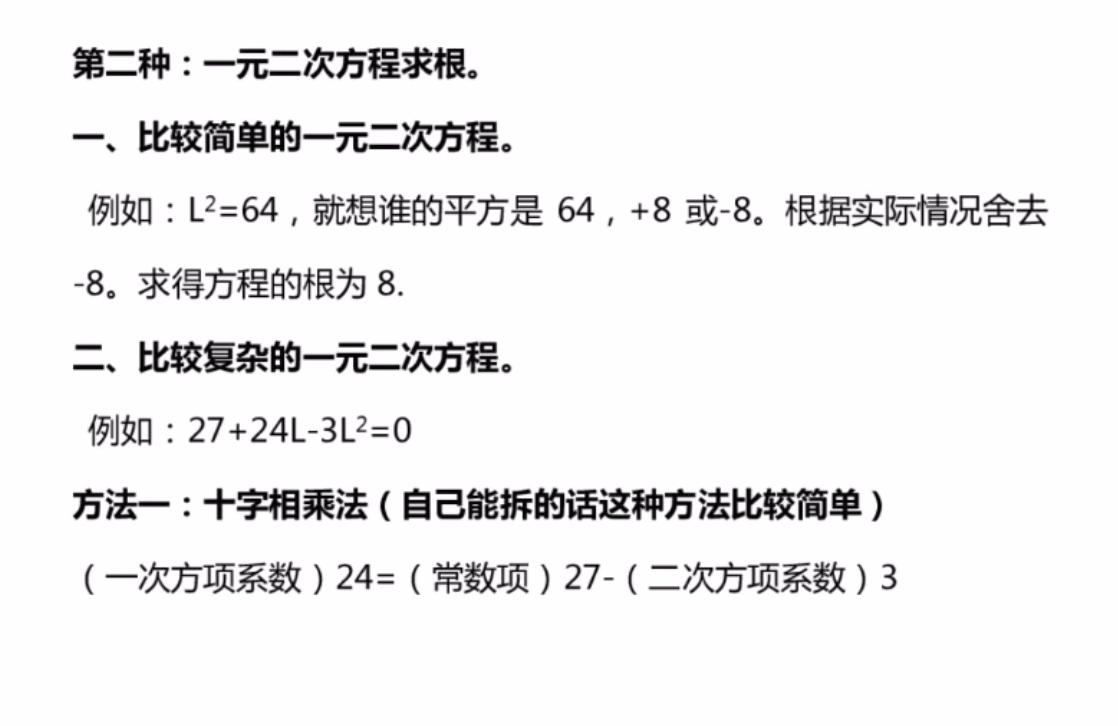 第二种：一元二次方程求根。
一、比较简单的一元二次方程。
例如：L²=64，就想谁的平方是 64，+8 或-8。根据实际情况舍去
-8。求得方程的根为 8.
二、比较复杂的一元二次方程。
例如：27+24L-3L²=0
方法一：十字相乘法（自己能拆的话这种方法比较简单）
（一次方项系数）24=（常数项）27-（二次方项系数）3